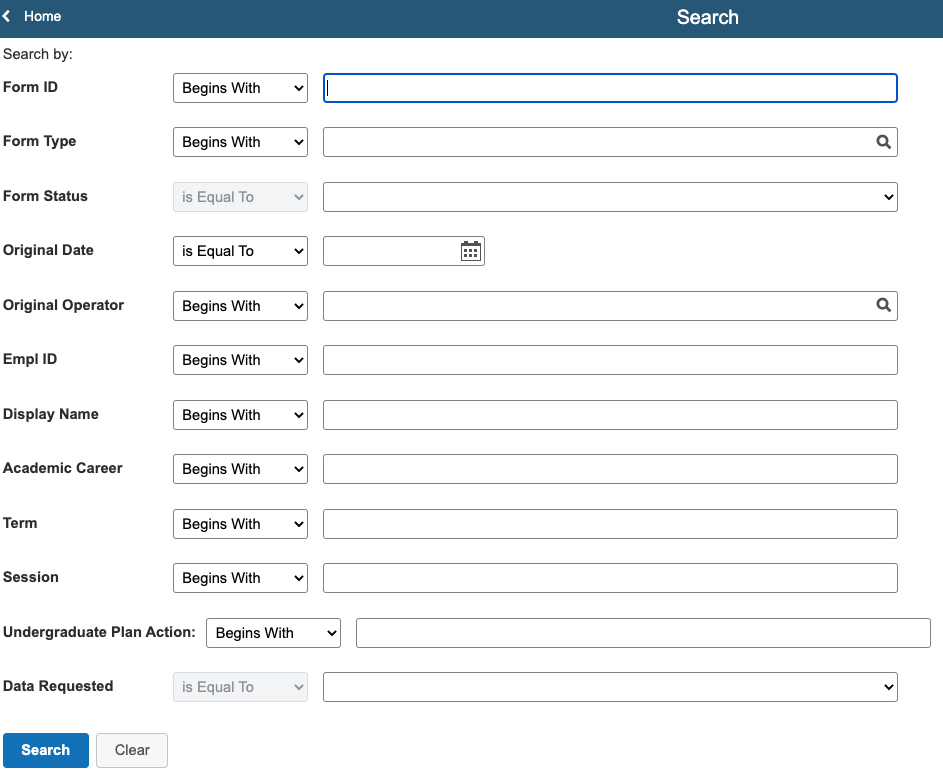 Home
Search
Search by:
Form ID Begins With
Form Type Begins With
Form Status is Equal To
Original Date is Equal To
Original Operator Begins With
Empl ID Begins With
Display Name Begins With
Academic Career Begins With
Term Begins With
Session Begins With
Undergraduate Plan Action: Begins With
Data Requested is Equal To
Search Clear